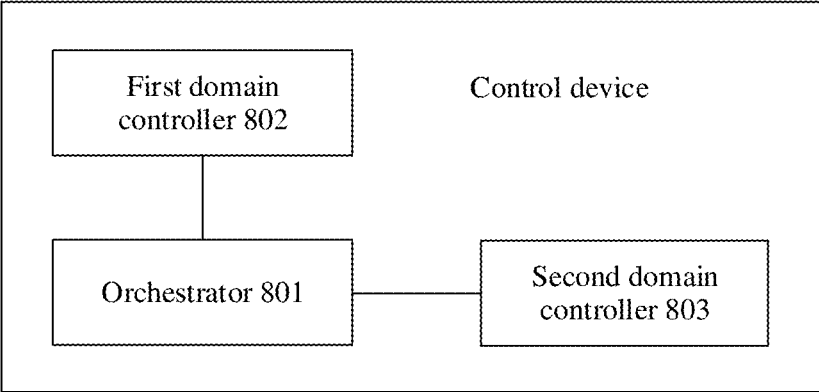 First domain
controller 802
Control device
Orchestrator 801
Second domain
controller 803